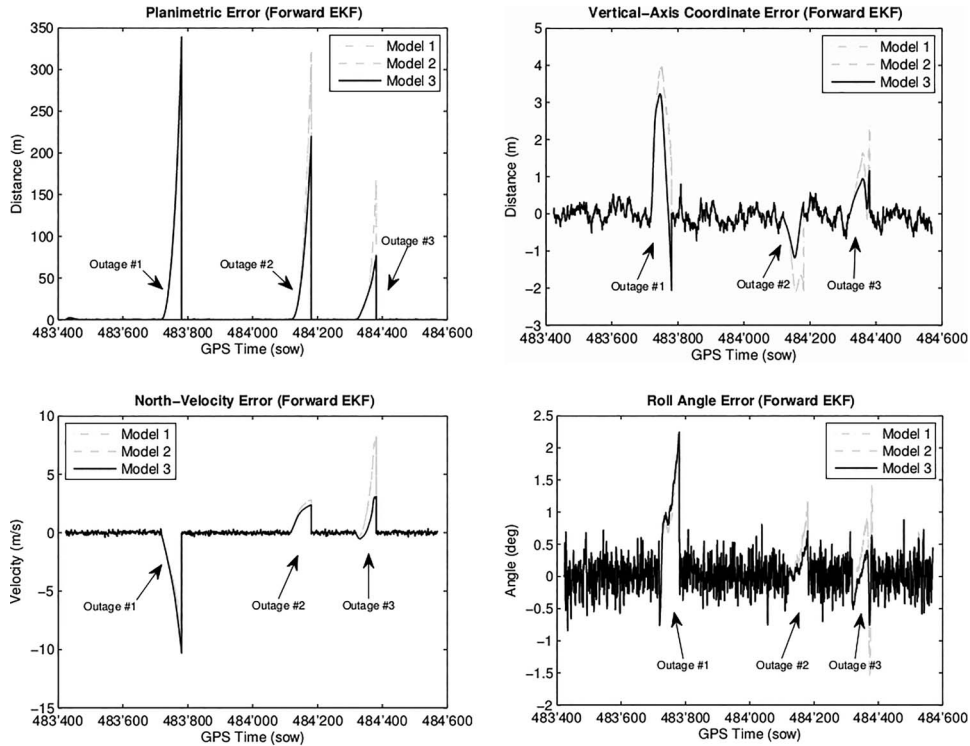 Planimetric Error (Forward EKF)
350
300
250
200
150
100
50
0
Distance (m)
Model 1
Model 2
Model 3
Outage #1
Outage #2
Outage #3
483'400 483'600 483'800 484'000 484'200 484'400 484'600
GPS Time (sow)
Vertical-Axis Coordinate Error (Forward EKF)
5
4
3
2
1
0
-1
-2
-3
Distance (m)
Model 1
Model 2
Model 3
Outage #1
Outage #2
Outage #3
483'400 483'600 483'800 484'000 484'200 484'400 484'600
GPS Time (sow)
North-Velocity Error (Forward EKF)
10
5
0
-5
-10
-15
Velocity (m/s)
Model 1
Model 2
Model 3
Outage #1
Outage #2
Outage #3
483'400 483'600 483'800 484'000 484'200 484'400 484'600
GPS Time (sow)
Roll Angle Error (Forward EKF)
2.5
2
1.5
1
0.5
0
-0.5
-1
-1.5
-2
Angle (deg)
Model 1
Model 2
Model 3
Outage #1
Outage #2
Outage #3
483'400 483'600 483'800 484'000 484'200 484'400 484'600
GPS Time (sow)